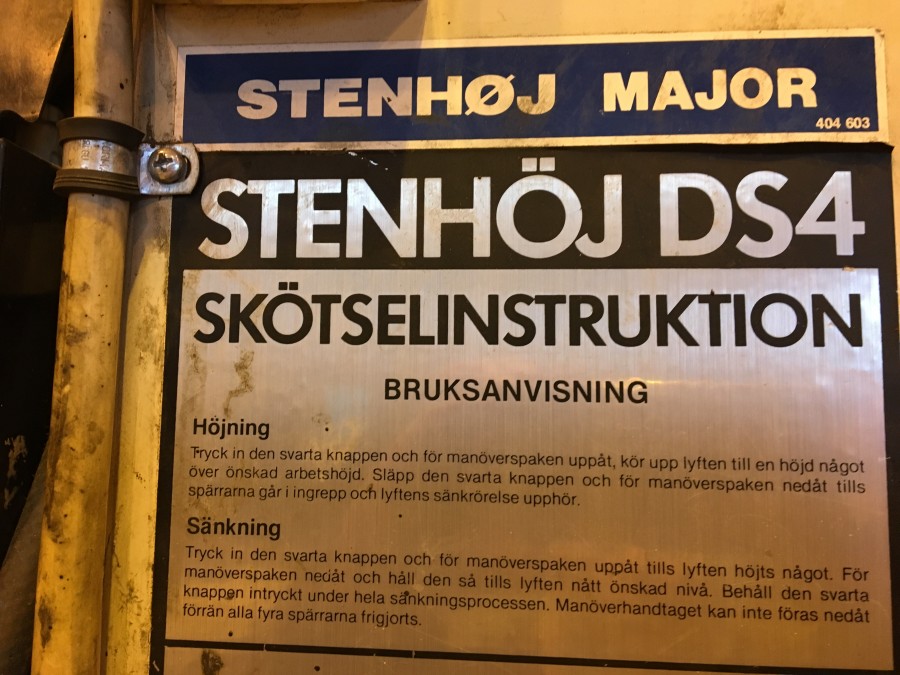 STENHØJ MAJOR
404 603
STENHÖJ DS4
SKÖTSELINSTRUKTION
BRUKSANVISNING
Höjning
Tryck in den svarta knappen och för manöverspaken uppåt, kör upp lyften till en höjd något
över önskad arbetshöjd. Släpp den svarta knappen och för manöverspaken nedåt tills
spärrarna går i ingrepp och lyftens sänkrörelse upphör.
Sänkning
Tryck in den svarta knappen och för manöverspaken uppåt tills lyften höjts något. För
manöverspaken nedåt och håll den så tills lyften nått önskad nivå. Behåll den svarta
knappen intryckt under hela sänkningsprocessen. Manöverhandtaget kan inte föras nedåt
förrän alla fyra spärrarna frigjorts.